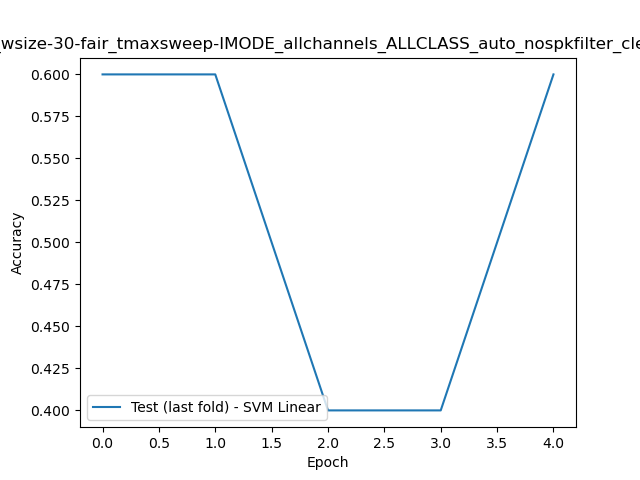 _wsize-30-fair_tmaxsweep-IMODE_allchannels_ALLCLASS_auto_nospkfilter_cle
0.600
0.575
0.550
0.525
0.500
0.475
0.450
0.425
0.400
Accuracy
Test (last fold) - SVM Linear
0.0 0.5 1.0 1.5 2.0 2.5 3.0 3.5 4.0
Epoch